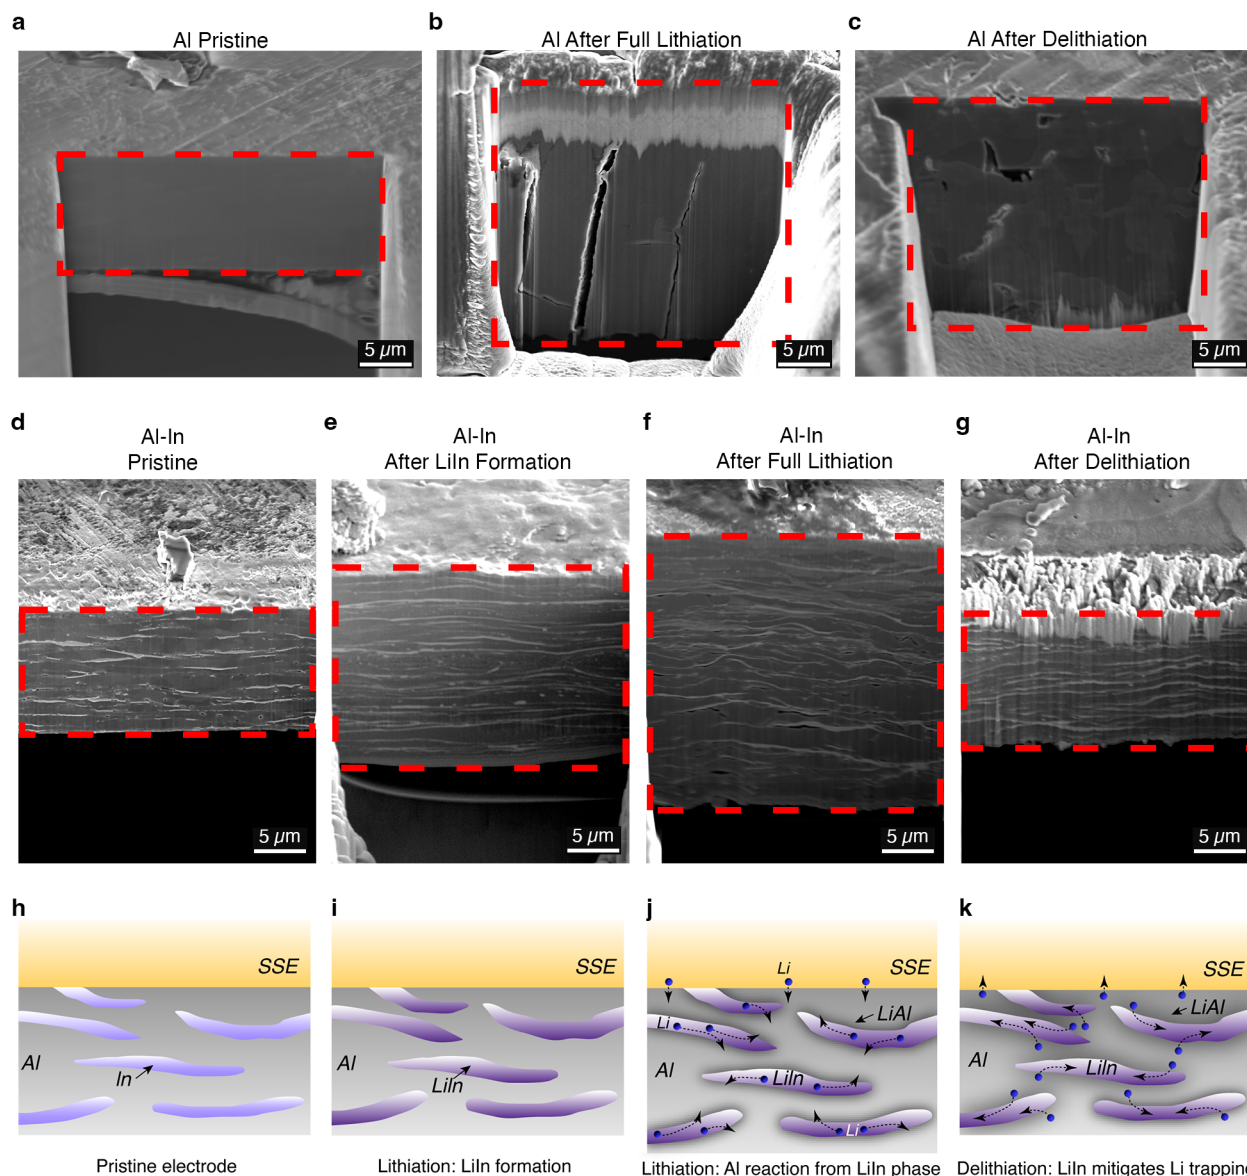 a
Al Pristine
b
Al After Full Lithiation
c
Al After Delithiation
5 µm
5 µm
5 µm
d
Al-In
Pristine
e
Al-In
After LiIn Formation
f
Al-In
After Full Lithiation
g
Al-In
After Delithiation
5 µm
5 µm
5 µm
5 µm
h
SSE
Al
In
Pristine electrode
i
SSE
Al
LiIn
Lithiation: LiIn formation
j
Li
SSE
LiAl
Li
Al
LiIn
Li
Lithiation: Al reaction from LiIn phase
k
SSE
LiAl
Al
LiIn
Delithiation: LiIn mitigates Li trapping